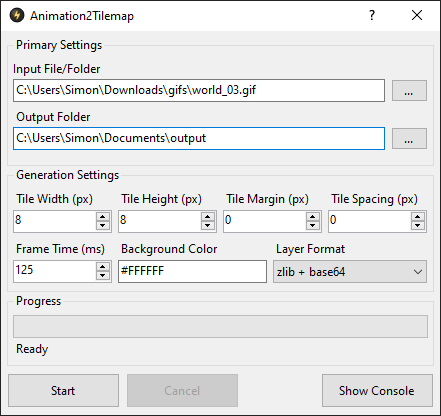 Animation2Tilemap ?
Primary Settings
Input File/Folder
C:\Users\Simon\Downloads\gifs\world_03.gif ...
Output Folder
C:\Users\Simon\Documents\output ...
Generation Settings
Tile Width (px) Tile Height (px) Tile Margin (px) Tile Spacing (px)
8 8 0 0
Frame Time (ms) Background Color Layer Format
125 #FFFFFF zlib + base64
Progress
Ready
Start Cancel Show Console